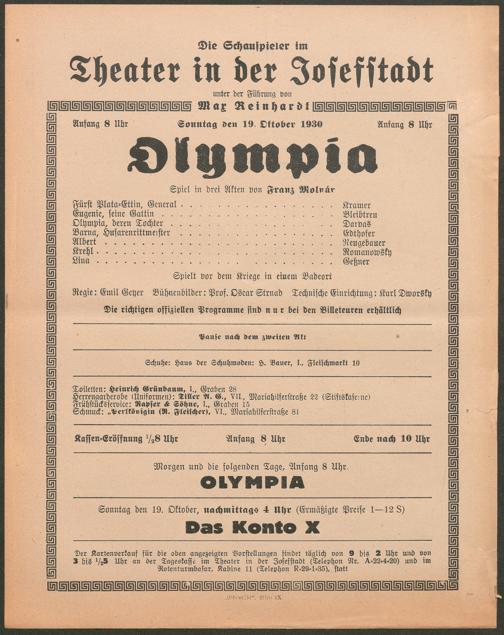 Die Schauspieler im
Theater in der Josefstadt
unter der Führung von
Max Reinhardt
Anfang 8 Uhr Sonntag den 19. Oktober 1930 Anfang 8 Uhr
Olympia
Spiel in drei Akten von Franz Molnár
Fürst Plata-Ettin, General . . . Kramer
Eugenie, seine Gattin . . . Bleibtreu
Olympia, deren Tochter . . . Darvas
Barna, Husarenrittmeister . . . Edthofer
Albert . . . Neugebauer
Krehl . . . Romanowsky
Lina . . . Geßner
Spielt vor dem Kriege in einem Badeort
Regie: Emil Geyer Bühnenbilder: Prof. Oscar Strnad Technische Einrichtung: Karl Dworsky
Die richtigen offiziellen Programme sind nur bei den Billeteuren erhältlich
Pause nach dem zweiten Akt
Schuhe: Haus der Schuhmoden: H. Bauer, I., Fleischmarkt 10
Toiletten: Heinrich Grünbaum, I., Graben 28
Herrengarderobe (Uniformen): Tiller A. G., VII., Mariahilferstraße 22 (Stiftskaserne)
Frühstücksservice: Rapser & Söhne, I., Graben 15
Schmuck: „Perlkönigin (R. Fleischer), VI., Mariahilferstraße 81
Kassen-Eröffnung ½8 Uhr Anfang 8 Uhr Ende nach 10 Uhr
Morgen und die folgenden Tage, Anfang 8 Uhr.
OLYMPIA
Sonntag den 19. Oktober, nachmittags 4 Uhr (Ermäßigte Preise 1—12 S)
Das Konto X
Der Kartenverkauf für die oben angezeigten Vorstellungen findet täglich von 9 bis 2 Uhr und von
3 bis ½5 Uhr an der Tageskasse im Theater in der Josefstadt (Telephon Nr. A-22-4-20) und im
Rotenturmbasar, Kabine 11 (Telephon R-29-1-35), statt